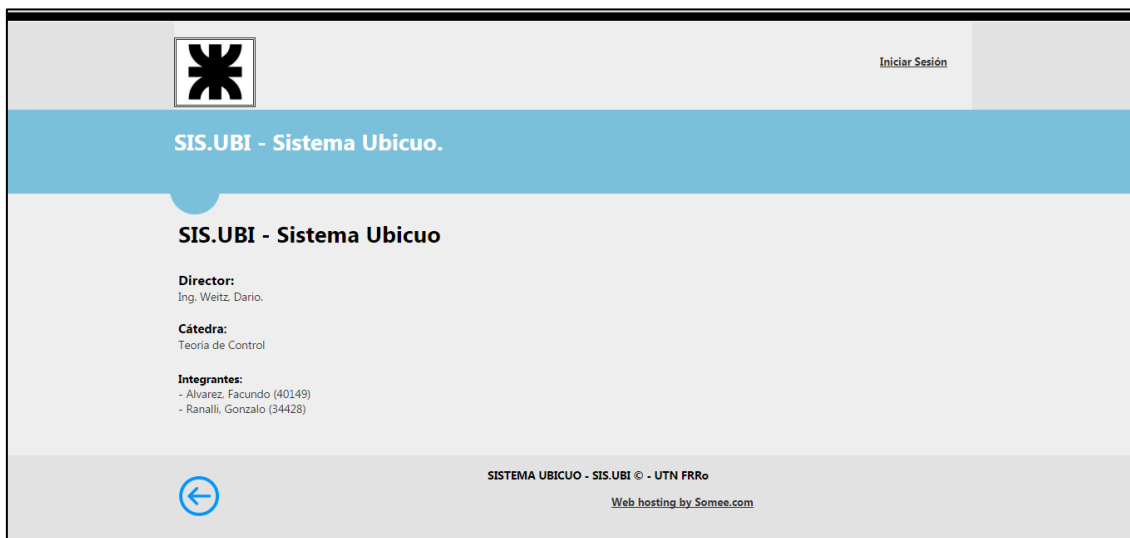 Iniciar Sesión
SIS.UBI - Sistema Ubicuo.
SIS.UBI - Sistema Ubicuo
Director:
Ing. Weitz, Dario.
Cátedra:
Teoría de Control
Integrantes:
- Alvarez, Facundo (40149)
- Ranalli, Gonzalo (34428)
SISTEMA UBICUO - SIS.UBI © - UTN FRRo
Web hosting by Somee.com